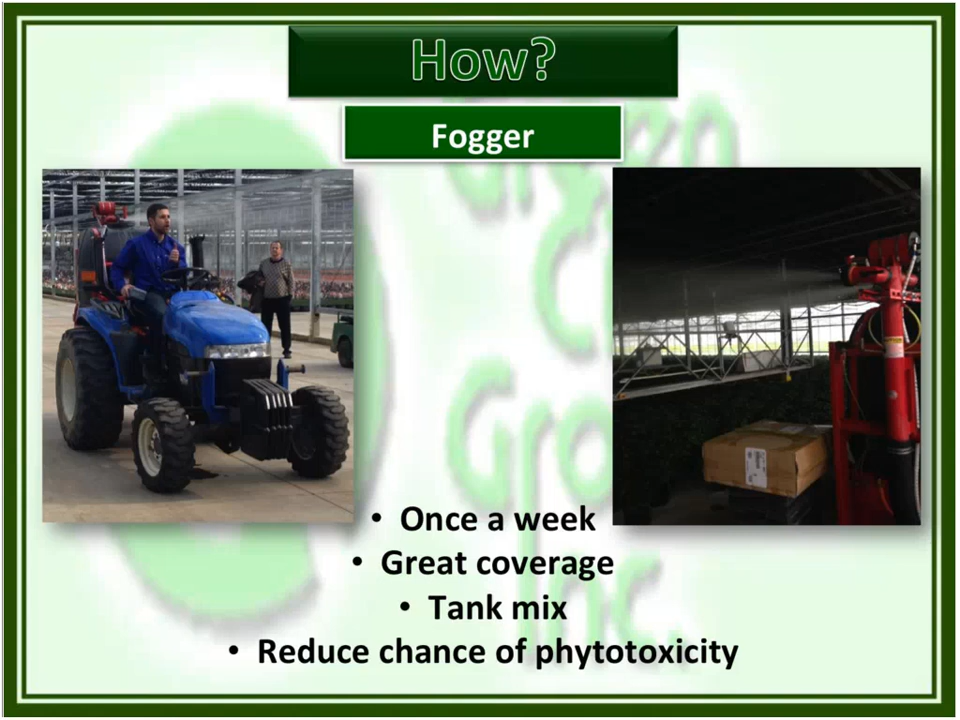 How?
Fogger
• Once a week
• Great coverage
• Tank mix
• Reduce chance of phytotoxicity